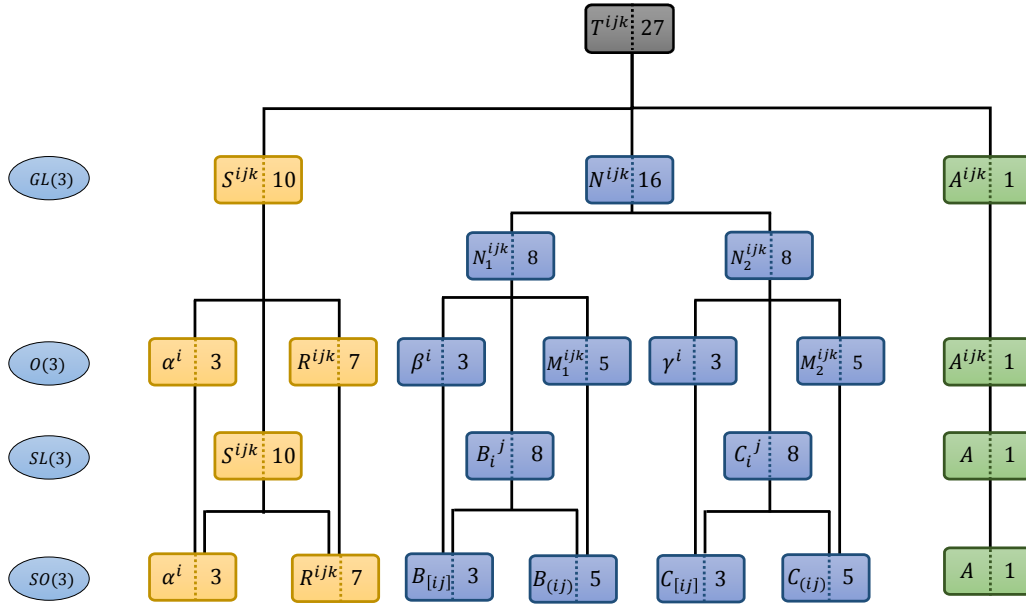 T^{ijk} 27
GL(3) S^{ijk} 10 N^{ijk} 16 A^{ijk} 1
N_1^{ijk} 8 N_2^{ijk} 8
O(3) α^i 3 R^{ijk} 7 β^i 3 M_1^{ijk} 5 γ^i 3 M_2^{ijk} 5 A^{ijk} 1
SL(3) S^{ijk} 10 B_i^j 8 C_i^j 8 A 1
SO(3) α^i 3 R^{ijk} 7 B_{[ij]} 3 B_{(ij)} 5 C_{[ij]} 3 C_{(ij)} 5 A 1